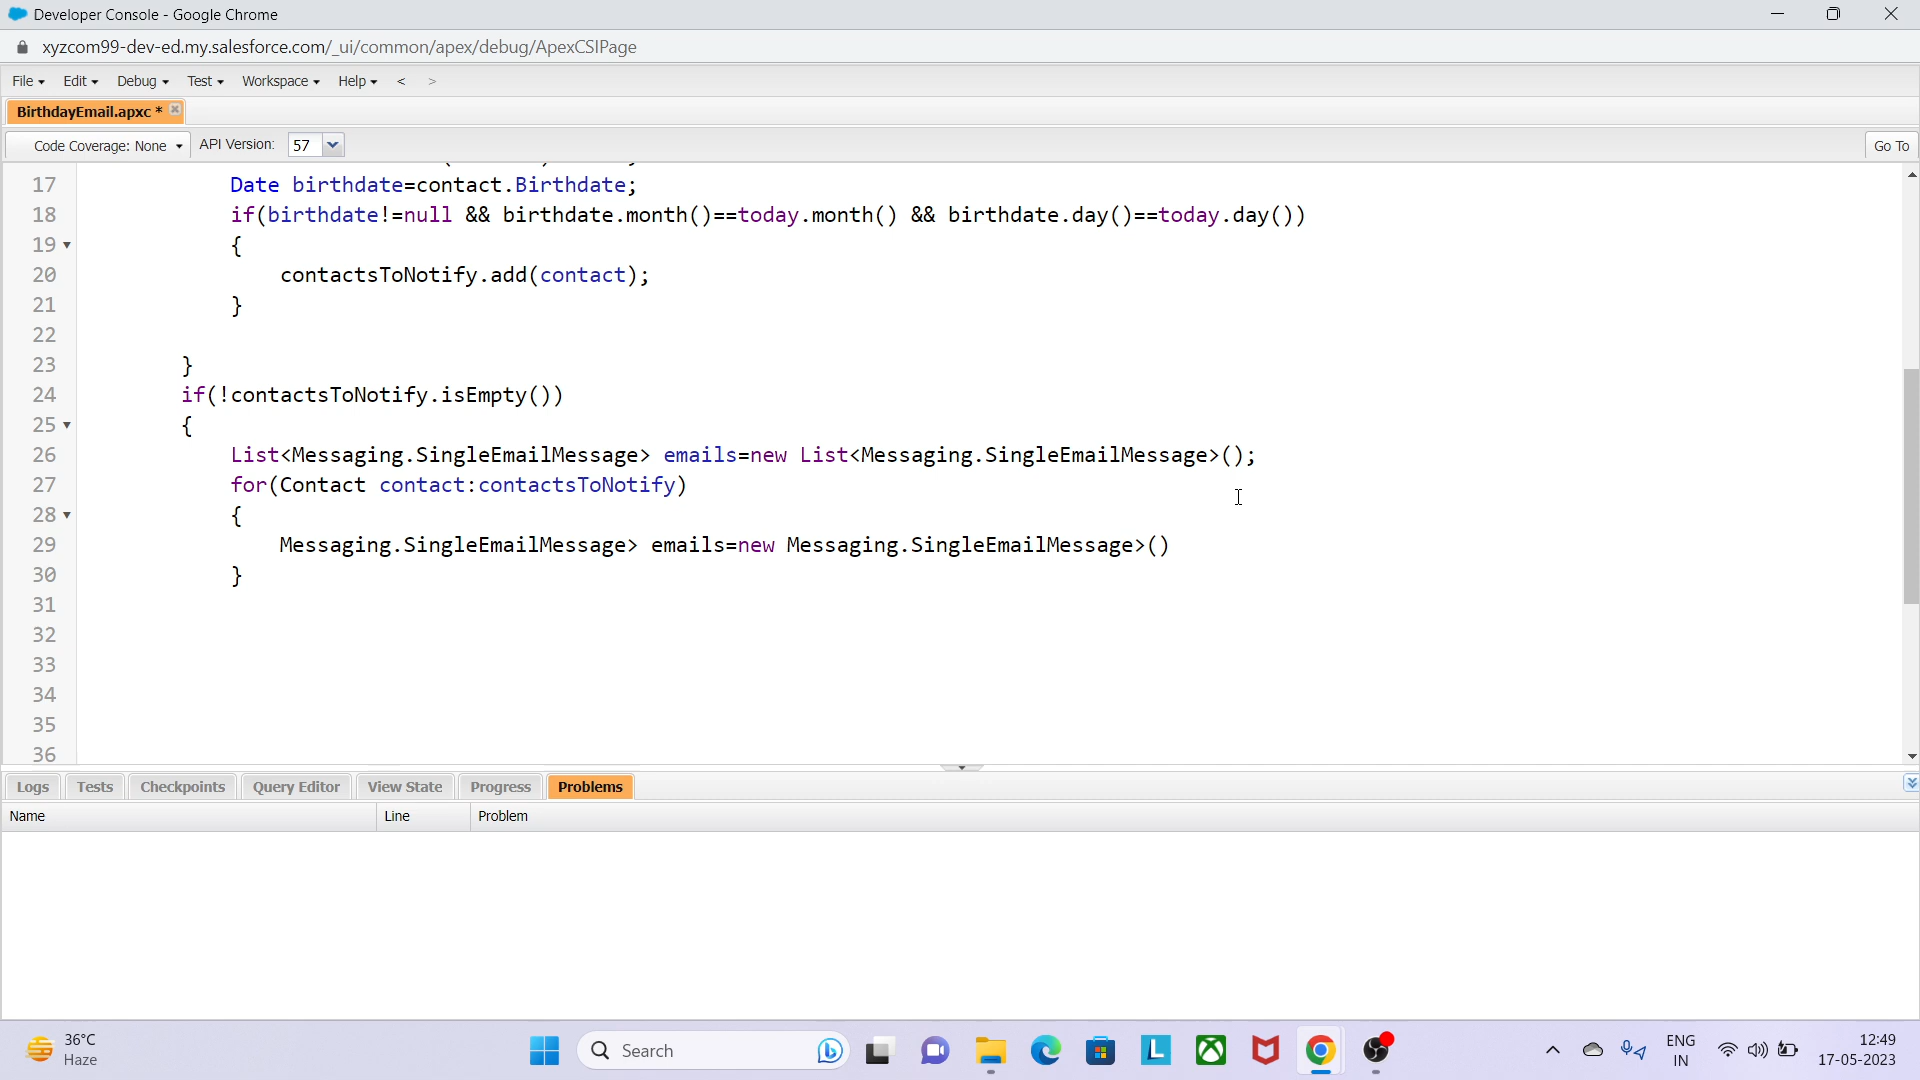 Developer Console - Google Chrome
xyzcom99-dev-ed.my.salesforce.com/_ui/common/apex/debug/ApexCSIPage
File Edit Debug Test Workspace Help < >
BirthdayEmail.apxc *
Code Coverage: None API Version: 57 Go To
17 Date birthdate=contact.Birthdate;
18 if(birthdate!=null && birthdate.month()==today.month() && birthdate.day()==today.day())
19 {
20 contactsToNotify.add(contact);
21 }
22
23 }
24 if(!contactsToNotify.isEmpty())
25 {
26 List<Messaging.SingleEmailMessage> emails=new List<Messaging.SingleEmailMessage>();
27 for(Contact contact:contactsToNotify)
28 {
29 Messaging.SingleEmailMessage> emails=new Messaging.SingleEmailMessage>()
30 }
31
32
33
34
35
36
Logs Tests Checkpoints Query Editor View State Progress Problems
Name Line Problem
36°C
Haze
Search
ENG
IN
12:49
17-05-2023